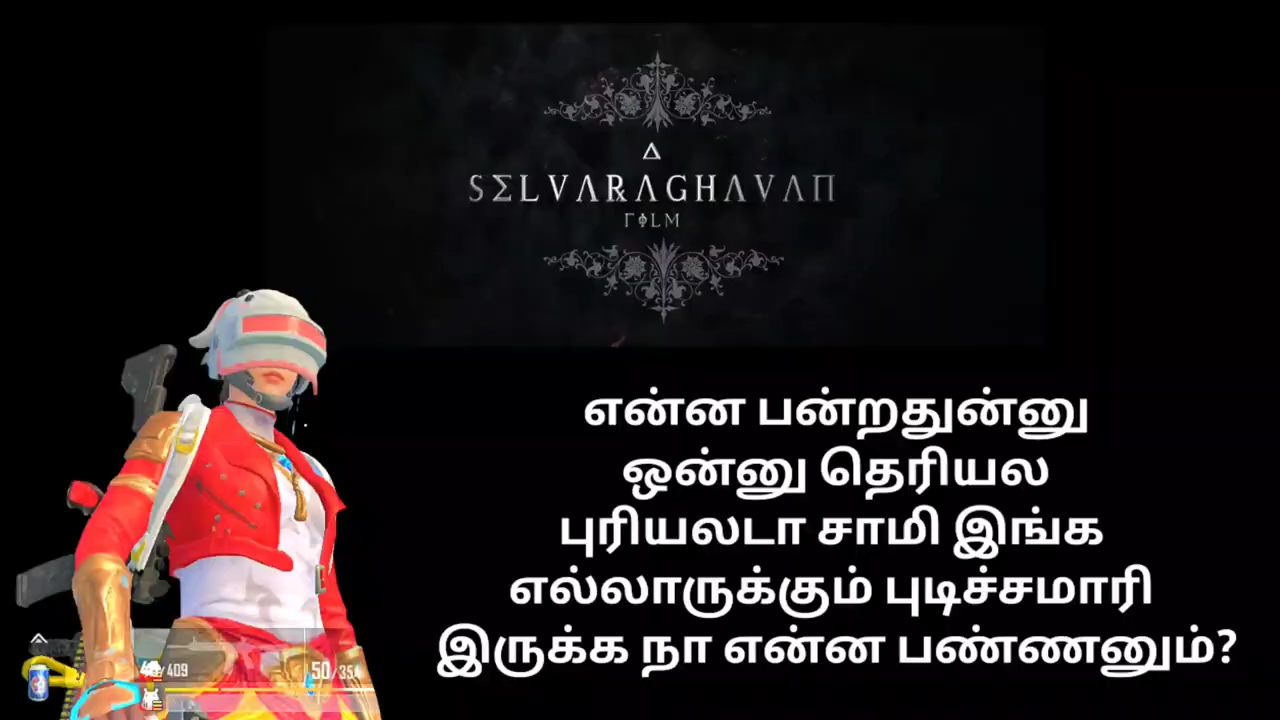 SELVARAGHAVAN
FILM
என்ன பன்றதுன்னு
ஒன்னு தெரியல
புரியலடா சாமி இங்க
எல்லாருக்கும் புடிச்சமாரி
இருக்க நா என்ன பண்ணனும்?
/409
50/354